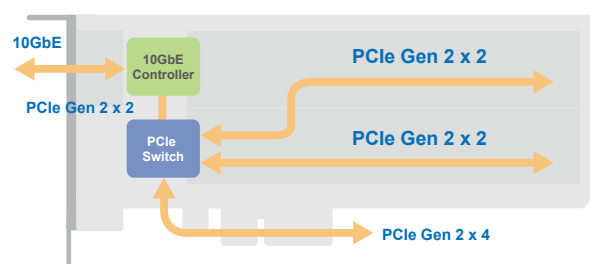 10GbE
10GbE
Controller
PCIe Gen 2 x 2
PCIe Gen 2 x 2
PCIe
Switch
PCIe Gen 2 x 2
PCIe Gen 2 x 4